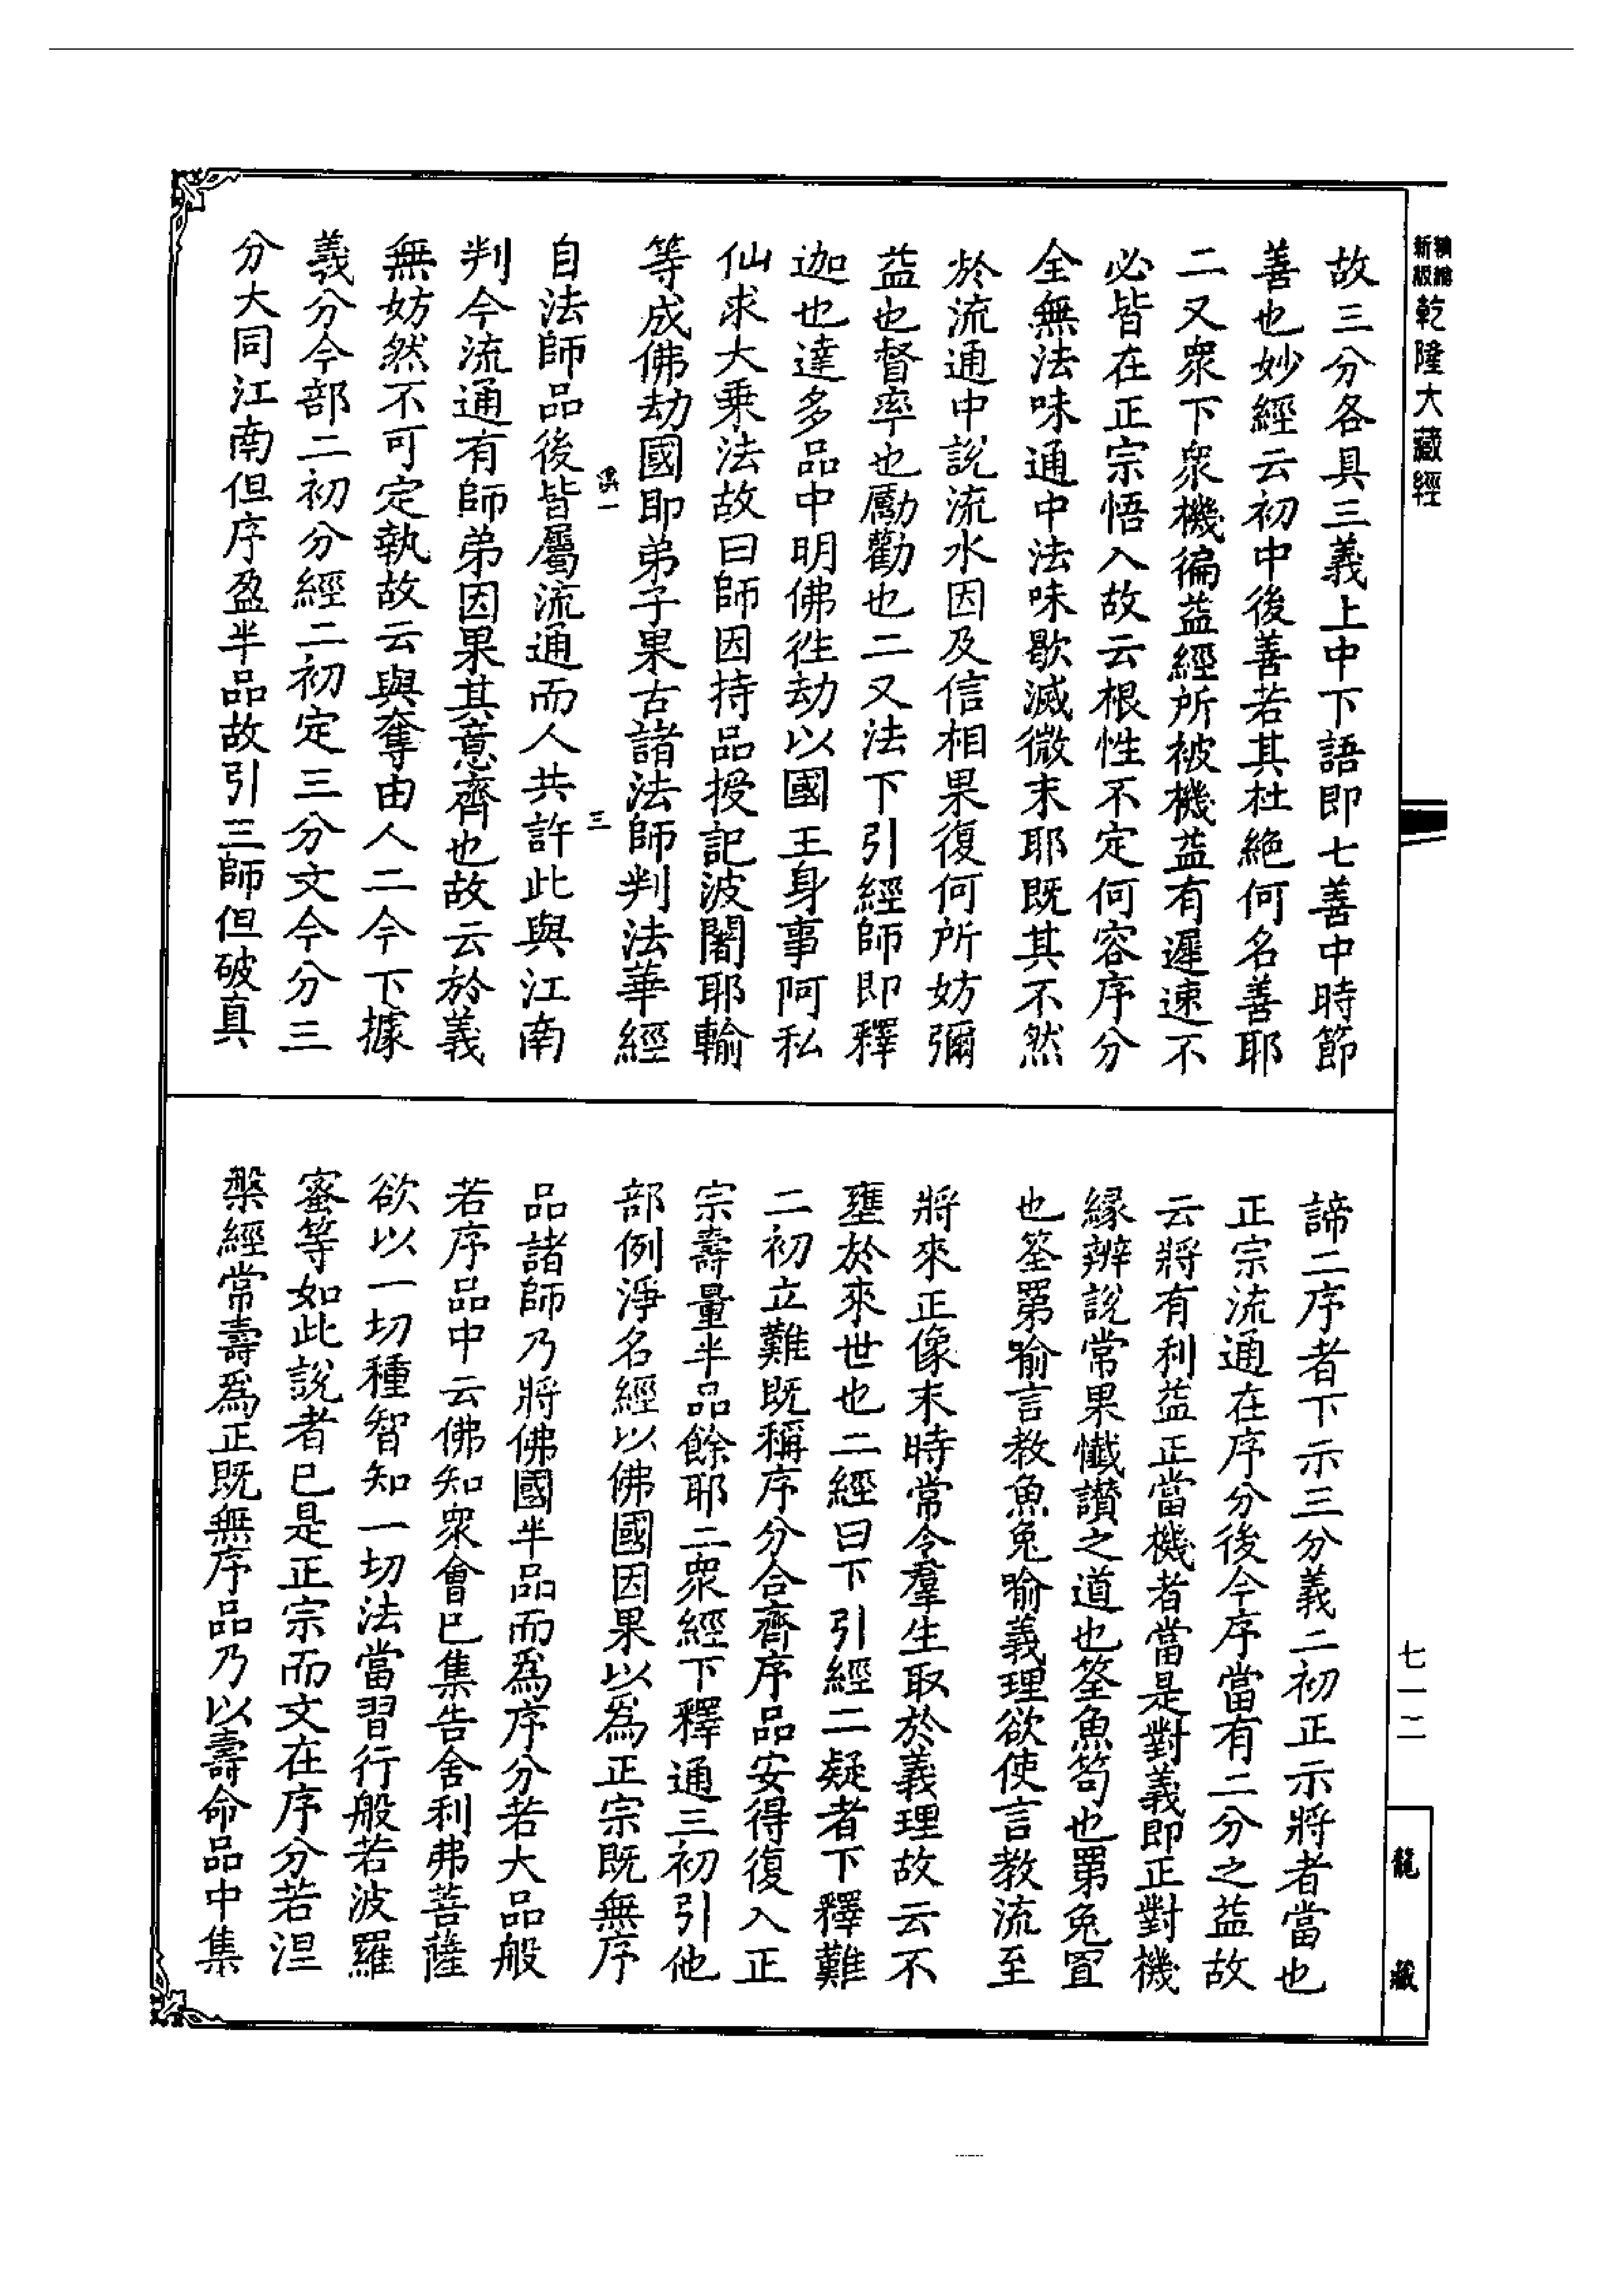 新編縮版乾隆大藏經
故三分各具三義上中下語即七善中時節
善也妙經云初中後善若其杜絶何名善耶
二又衆下衆機徧益經所被機益有遲速不
必皆在正宗悟入故云根性不定何容序分
全無法味通中法味歇滅微末耶既其不然
於流通中說流水因及信相果復何所妨彌
益也督率也勵勸也二又法下引經師即釋
迦也達多品中明佛徃劫以國王身事阿私
仙求大乗法故曰師因持品授記波闍耶輸
等成佛劫國即弟子果古諸法師判法華經
自法師品後皆屬流通而人共許此與江南
判今流通有師弟因果其意齊也故云於義
無妨然不可定執故云與奪由人二今下據
義分今部二初分經二初定三分文今分三
分大同江南但序盈半品故引三師但破真
諦二序者下示三分義二初正示將者當也
正宗流通在序分後今序當有二分之益故
云將有利益正當機者當是對義即正對機
緣辨說常果懺讃之道也筌魚笱也罤兔罝
也筌罤喻言教魚兔喻義理欲使言教流至
將來正像末時常令羣生取於義理故云不
壅於來世也二經曰下引經二疑者下釋難
二初立難既稱序分合齊序品安得復入正
宗壽量半品餘耶二衆經下釋通三初引他
部例淨名經以佛國因果以爲正宗既無序
品諸師乃將佛國半品而爲序分若大品般
若序品中云佛知衆會已集告舍利弗菩薩
欲以一切種智知一切法當習行般若波羅
蜜等如此說者已是正宗而文在序分若涅
槃經常壽爲正既無序品乃以壽命品中集
七一二
龍藏